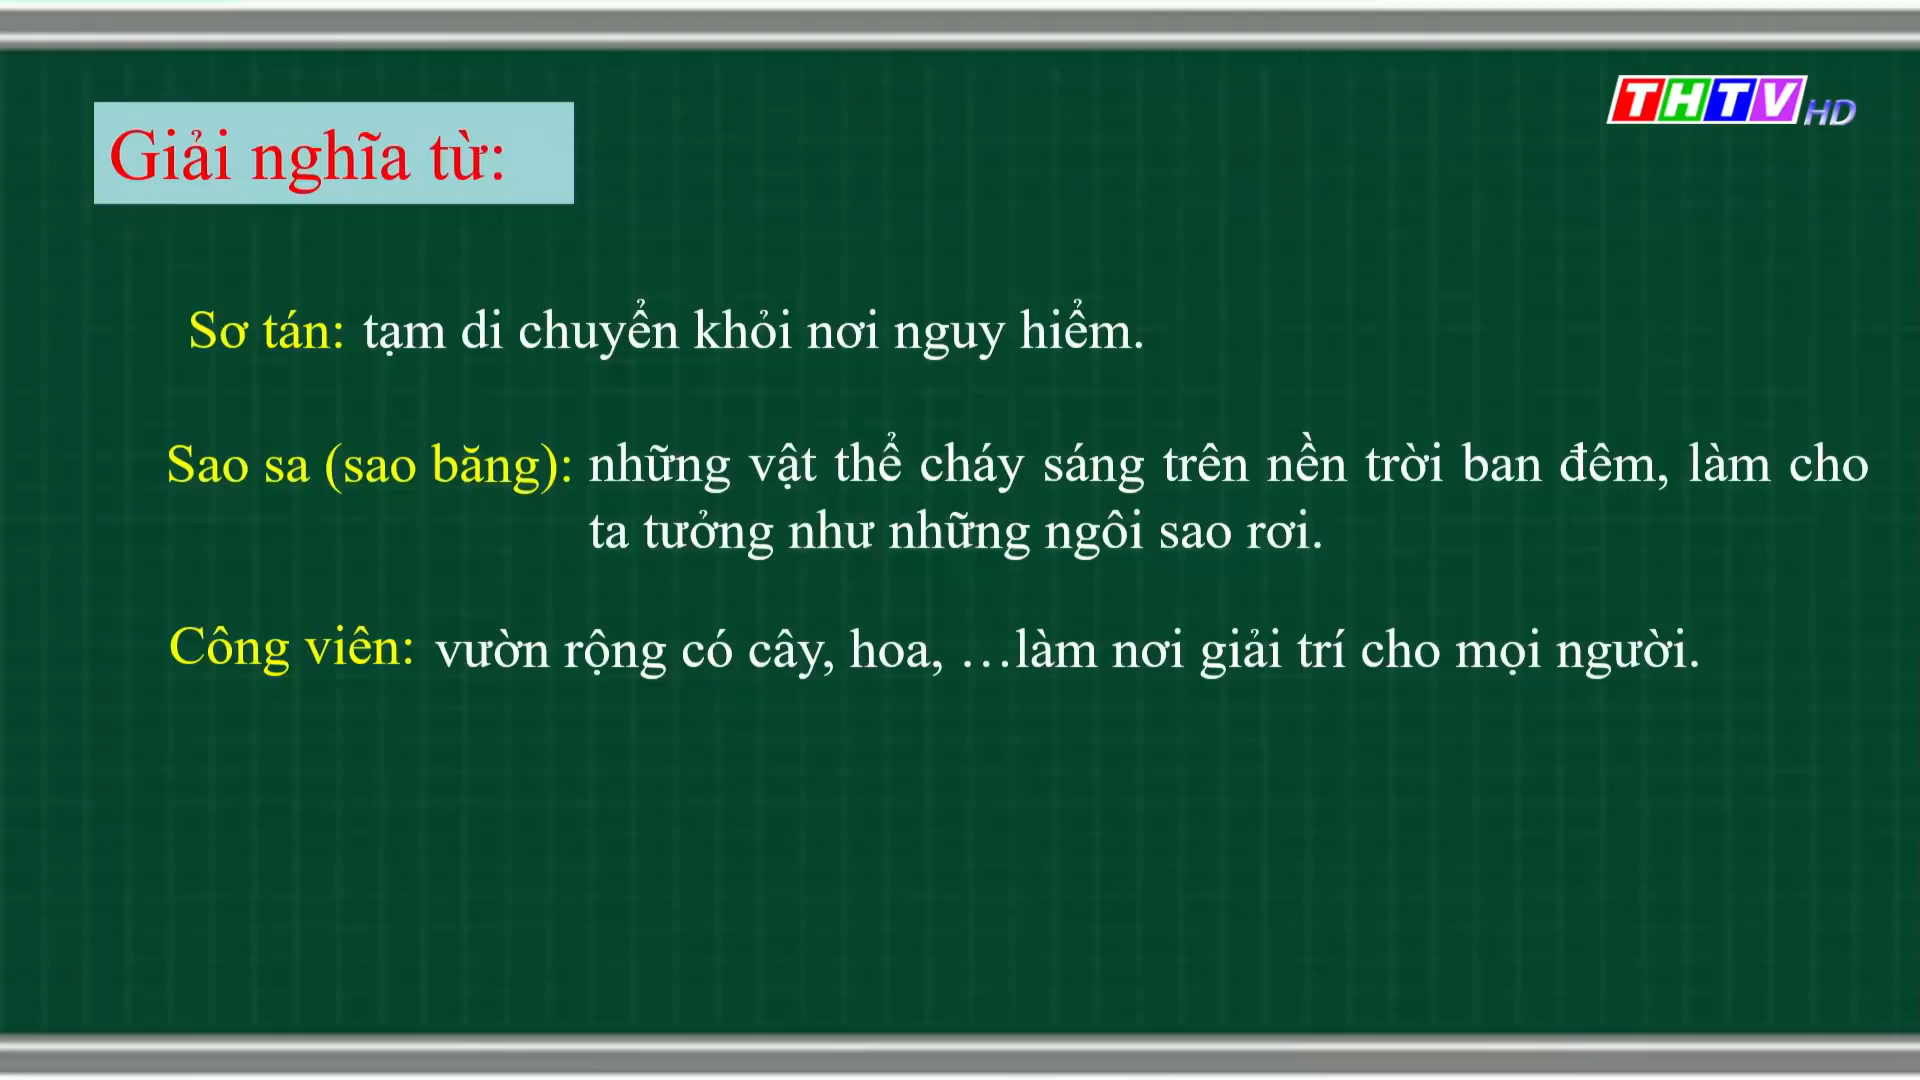 THTV HD
Giải nghĩa từ:
Sơ tán: tạm di chuyển khỏi nơi nguy hiểm.
Sao sa (sao băng): những vật thể cháy sáng trên nền trời ban đêm, làm cho
ta tưởng như những ngôi sao rơi.
Công viên: vườn rộng có cây, hoa, …làm nơi giải trí cho mọi người.